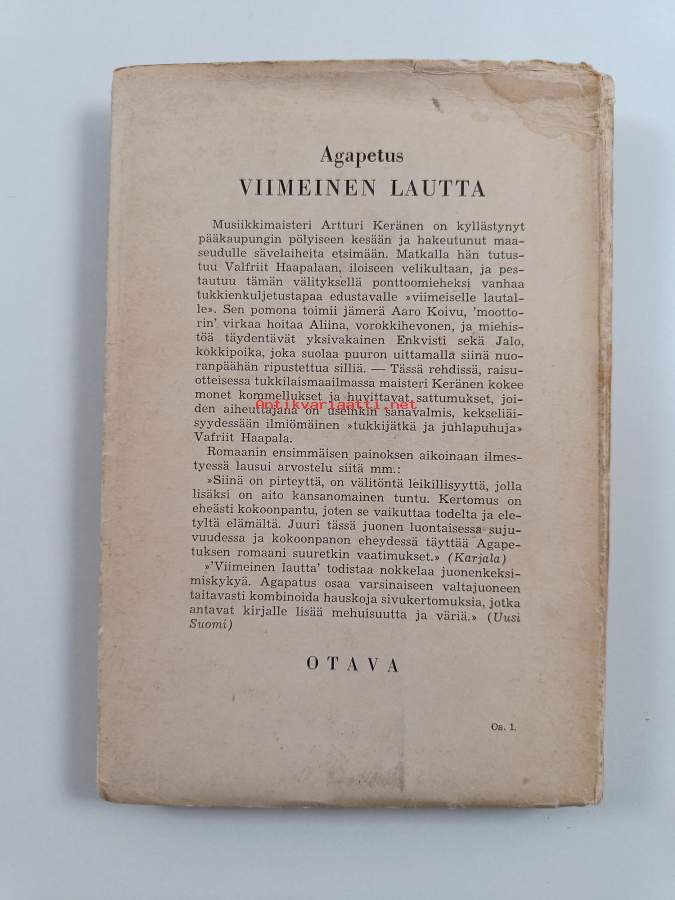 Agapetus
VIIMEINEN LAUTTA
Musiikkimaisteri Artturi Keränen on kyllästynyt
pääkaupungin pölyiseen kesään ja hakeutunut maa-
seudulle sävelaiheita etsimään. Matkalla hän tutus-
tuu Valfriit Haapalaan, iloiseen velikultaan, ja pes-
tautuu tämän välityksellä ponttoomieheksi vanhaa
tukkienkuljetustapaa edustavalle »viimeiselle lautal-
le». Sen pomona toimii jämerä Aaro Koivu, 'mootto-
rin' virkaa hoitaa Aliina, vorokkihevonen, ja miehis-
töä täydentävät yksivakainen Enkvisti sekä Jalo,
kokkipoika, joka suolaa puuron uittamalla siinä nuo-
ranpäähän ripustettua silliä. — Tässä rehdissä, raisu-
otteisessa tukkilaismaailmassa maisteri Keränen kokee
monet kommellukset ja huvittavat sattumukset, joi-
den aiheuttajana on useinkin sanavalmis, kekseliäi-
syydessään ilmiömäinen »tukkijätkä ja juhlapuhuja»
Vafriit Haapala.
Romaanin ensimmäisen painoksen aikoinaan ilmes-
tyessä lausui arvostelu siitä mm.:
»Siinä on pirteyttä, on välitöntä leikillisyyttä, jolla
lisäksi on aito kansanomainen tuntu. Kertomus on
eheästi kokoonpantu, joten se vaikuttaa todelta ja ele-
tyltä elämältä. Juuri tässä juonen luontaisessa suju-
vuudessa ja kokoonpanon eheydessä täyttää Agape-
tuksen romaani suuretkin vaatimukset.» (Karjala)
»'Viimeinen lautta' todistaa nokkelaa juonenkeksi-
miskykyä. Agapatus osaa varsinaiseen valtajuoneen
taitavasti kombinoida hauskoja sivukertomuksia, jotka
antavat kirjalle lisää mehuisuutta ja väriä.» (Uusi
Suomi)
OTAVA
Os. 1.
Antikvariaatti.net